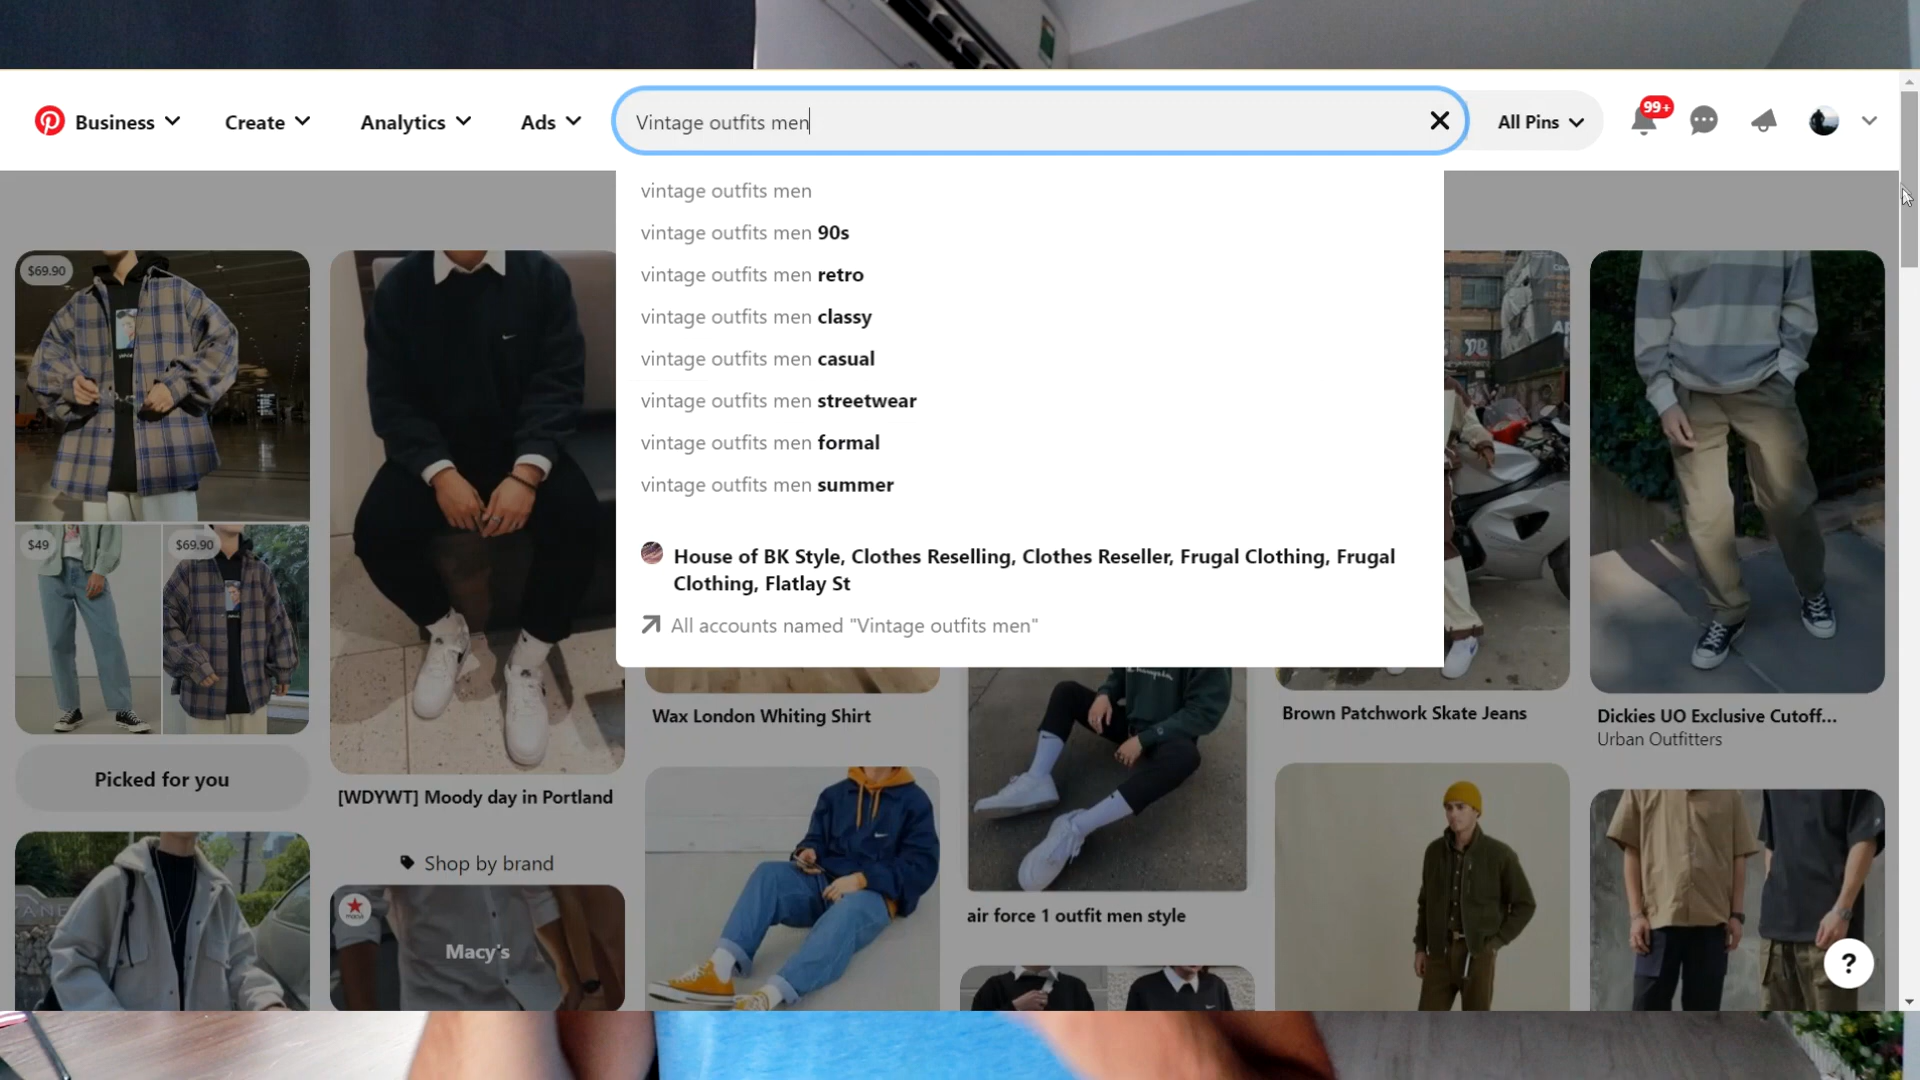 Business
Create
Analytics
Ads
Vintage outfits men
All Pins
99+
vintage outfits men
vintage outfits men 90s
vintage outfits men retro
vintage outfits men classy
vintage outfits men casual
vintage outfits men streetwear
vintage outfits men formal
vintage outfits men summer
House of BK Style, Clothes Reselling, Clothes Reseller, Frugal Clothing, Frugal
Clothing, Flatlay St
All accounts named "Vintage outfits men"
$69.90
$49
$69.90
Picked for you
[WDYWT] Moody day in Portland
Shop by brand
Macy's
Wax London Whiting Shirt
air force 1 outfit men style
Brown Patchwork Skate Jeans
Dickies UO Exclusive Cutoff...
Urban Outfitters
?